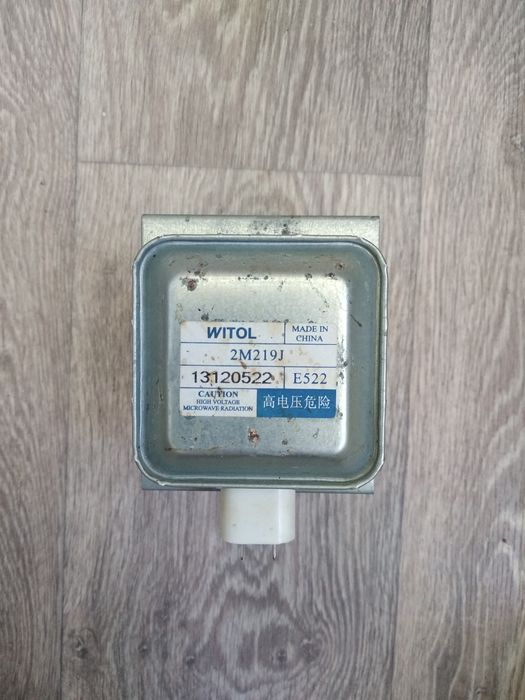 WITOL
MADE IN
CHINA
2M219J
13120522
E522
CAUTION
HIGH VOLTAGE
MICROWAVE RADIATION
高电压危险